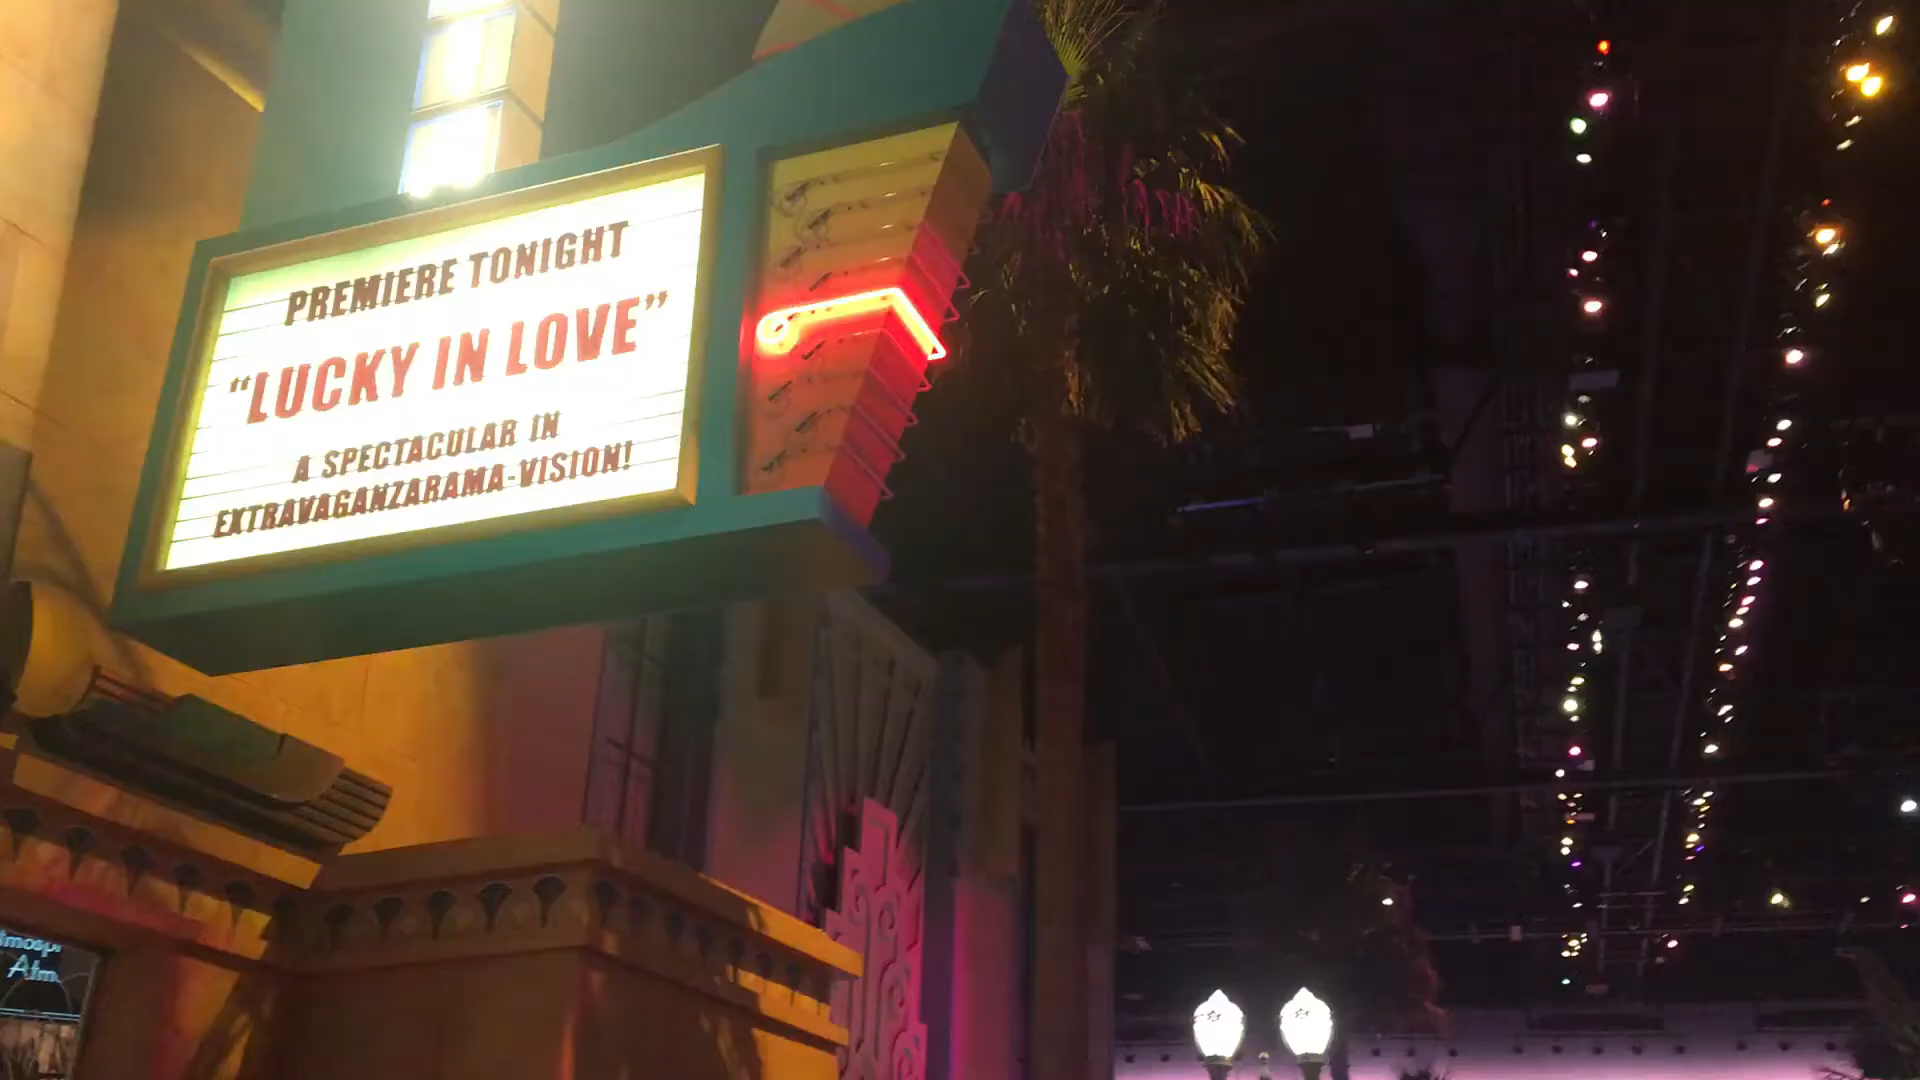 PREMIERE TONIGHT
“LUCKY IN LOVE”
A SPECTACULAR IN
EXTRAVAGANZARAMA-VISION!